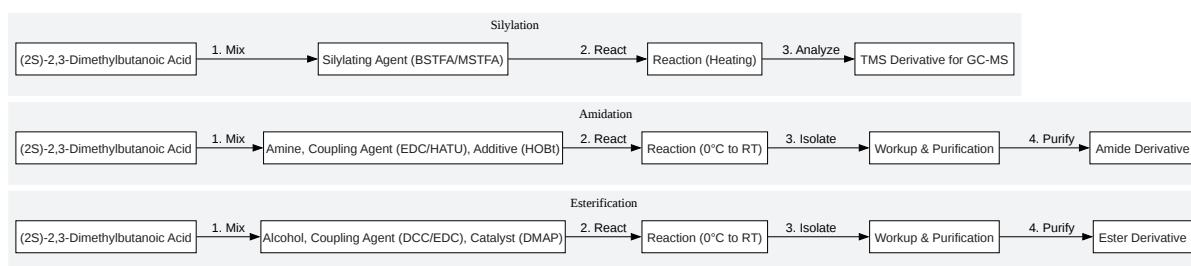 Silylation
(2S)-2,3-Dimethylbutanoic Acid
1. Mix
Silylating Agent (BSTFA/MSTFA)
2. React
Reaction (Heating)
3. Analyze
TMS Derivative for GC-MS
Amidation
(2S)-2,3-Dimethylbutanoic Acid
1. Mix
Amine, Coupling Agent (EDC/HATU), Additive (HOBt)
2. React
Reaction (0°C to RT)
3. Isolate
Workup & Purification
4. Purify
Amide Derivative
Esterification
(2S)-2,3-Dimethylbutanoic Acid
1. Mix
Alcohol, Coupling Agent (DCC/EDC), Catalyst (DMAP)
2. React
Reaction (0°C to RT)
3. Isolate
Workup & Purification
4. Purify
Ester Derivative